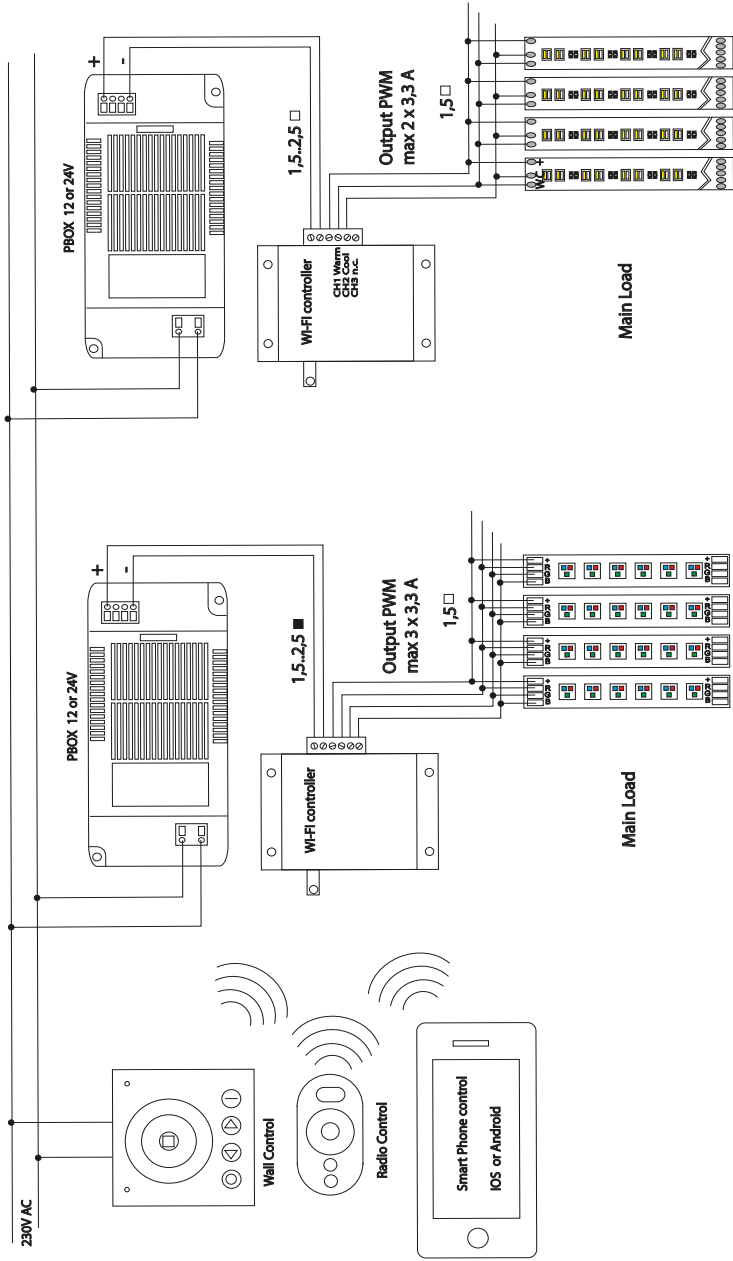 230V AC
Wall Control
Radio Control
Smart Phone control
IOS or Android
PBOX 12 or 24V
+
-
1,5..2,5 ■
WI-FI controller
Output PWM
max 3 x 3,3 A
1,5 □
+
R
G
B
+
R
G
B
+
R
G
B
+
R
G
B
+
R
G
B
+
R
G
B
+
R
G
B
+
R
G
B
Main Load
PBOX 12 or 24V
+
-
1,5..2,5 □
WI-FI controller
CH1 Warm
CH2 Cool
CH3 n.c.
Output PWM
max 2 x 3,3 A
1,5 □
+
C
W
Main Load